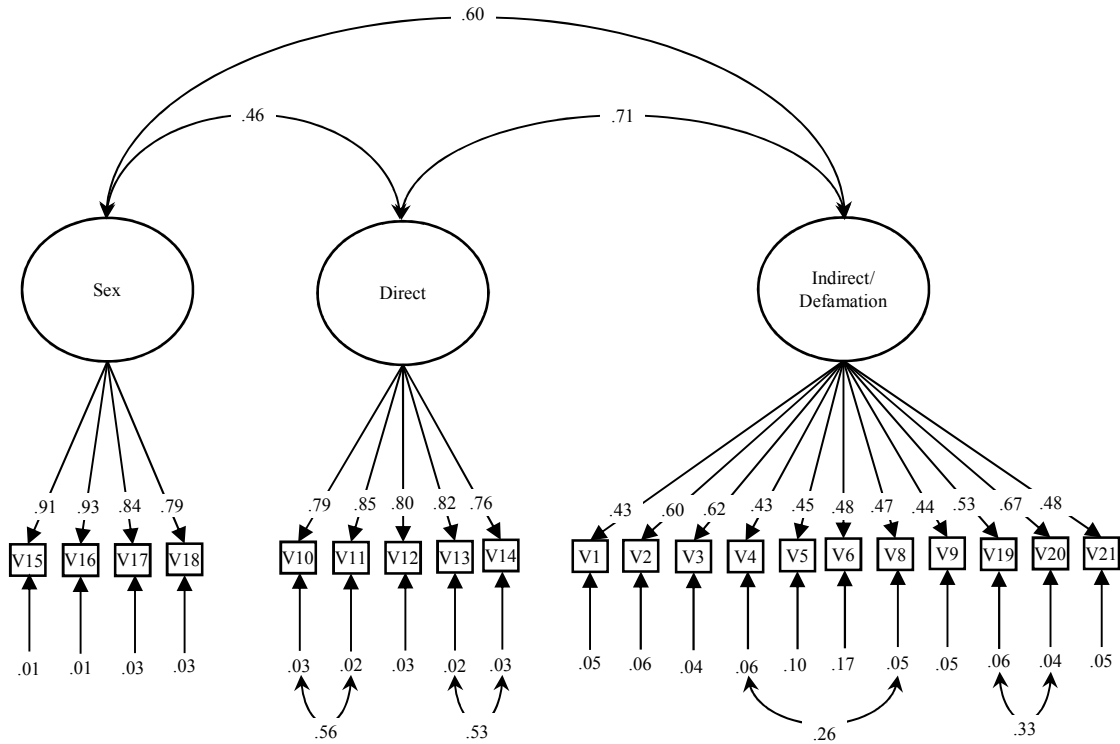 .60
.46
.71
Sex
Direct
Indirect/
Defamation
.91 .93 .84 .79
.79 .85 .80 .82 .76
.43 .60 .62 .43 .45 .48 .47 .44 .53 .67 .48
V15 V16 V17 V18
V10 V11 V12 V13 V14
V1 V2 V3 V4 V5 V6 V8 V9 V19 V20 V21
.01 .01 .03 .03
.03 .02 .03 .02 .03
.05 .06 .04 .06 .10 .17 .05 .05 .06 .04 .05
.56 .53
.26 .33